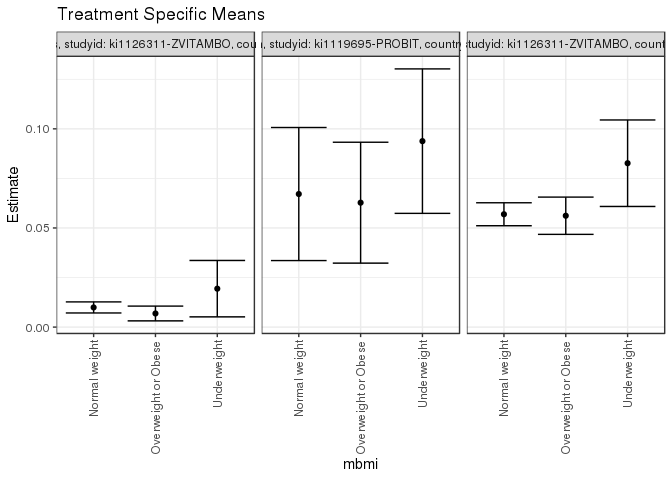 Treatment Specific Means
, studyid: ki1126311-ZVITAMBO, cou
, studyid: ki1119695-PROBIT, country
studyid: ki1126311-ZVITAMBO, count
Estimate
0.10
0.05
0.00
Normal weight
Overweight or Obese
Underweight
Normal weight
Overweight or Obese
Underweight
Normal weight
Overweight or Obese
Underweight
mbmi